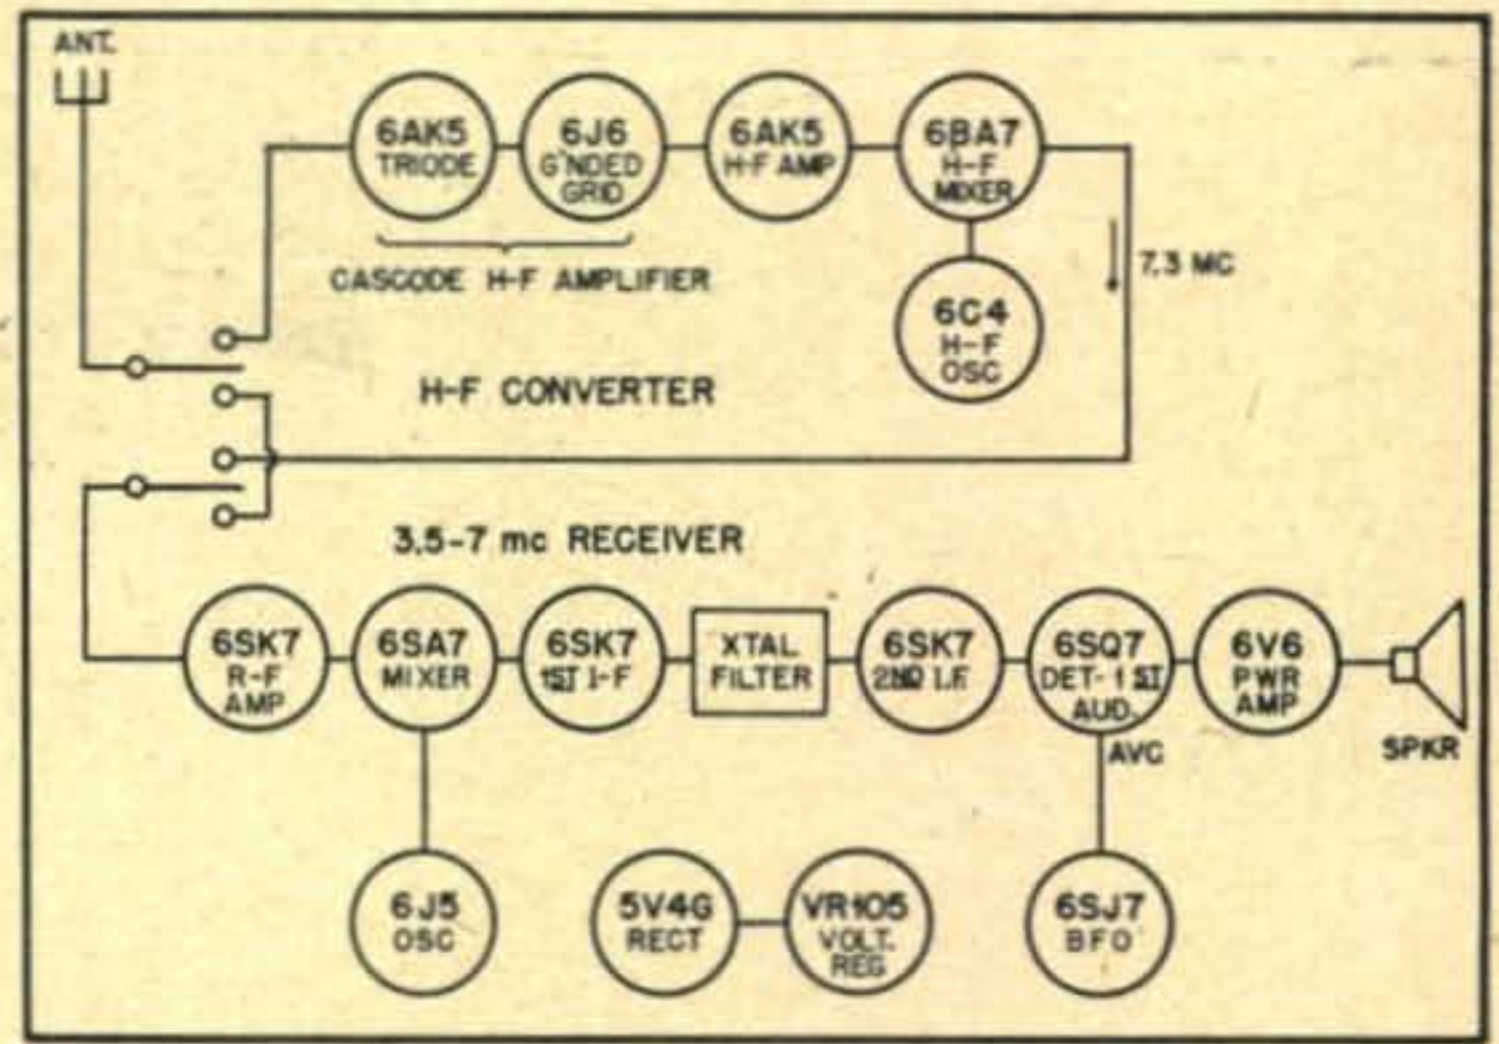 ANT.
6AK5
TRIODE
6J6
G'NDED
GRID
6AK5
H-F AMP
6BA7
H-F
MIXER
CASCODE H-F AMPLIFIER
7.3 MC
6C4
H-F
OSC
H-F CONVERTER
3.5-7 mc RECEIVER
6SK7
R-F
AMP
6SA7
MIXER
6SK7
1ST I-F
XTAL
FILTER
6SK7
2ND I.F.
6SQ7
DET- 1 ST
AUD.
6V6
PWR
AMP
SPKR
AVC
6J5
OSC
5V4G
RECT
VR105
VOLT.
REG
6SJ7
BFO